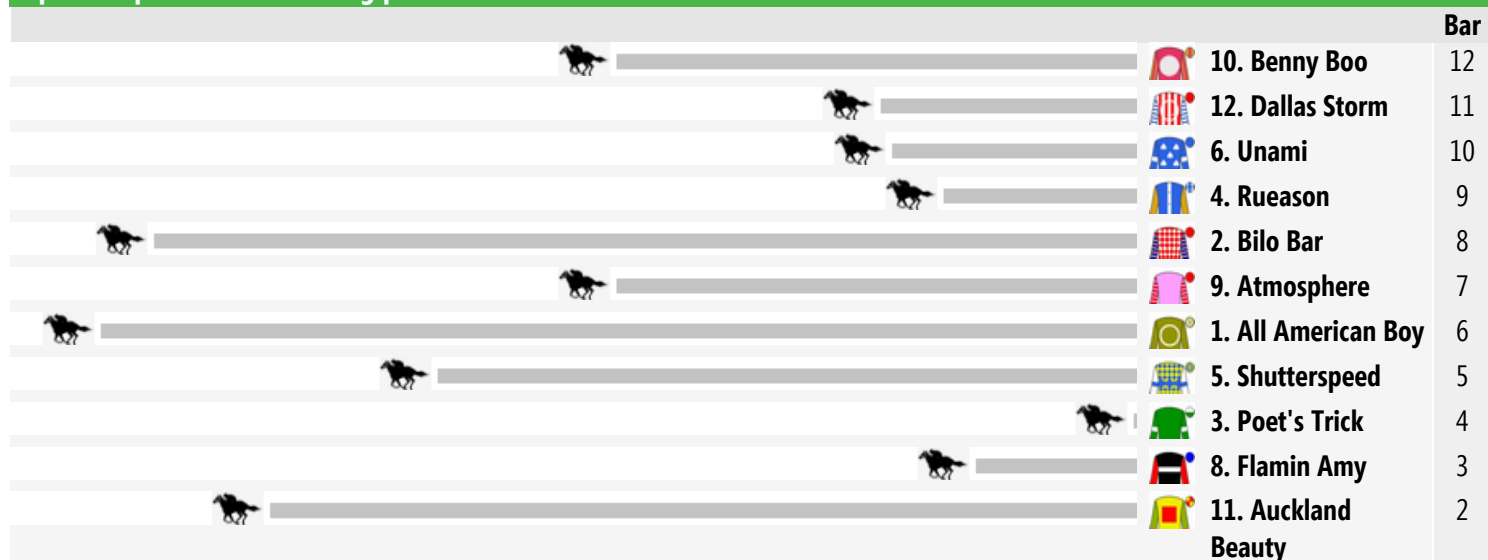 Bar
10. Benny Boo 12
12. Dallas Storm 11
6. Unami 10
4. Rueason 9
2. Bilo Bar 8
9. Atmosphere 7
1. All American Boy 6
5. Shutterspeed 5
3. Poet's Trick 4
8. Flamin Amy 3
11. Auckland 2
Beauty